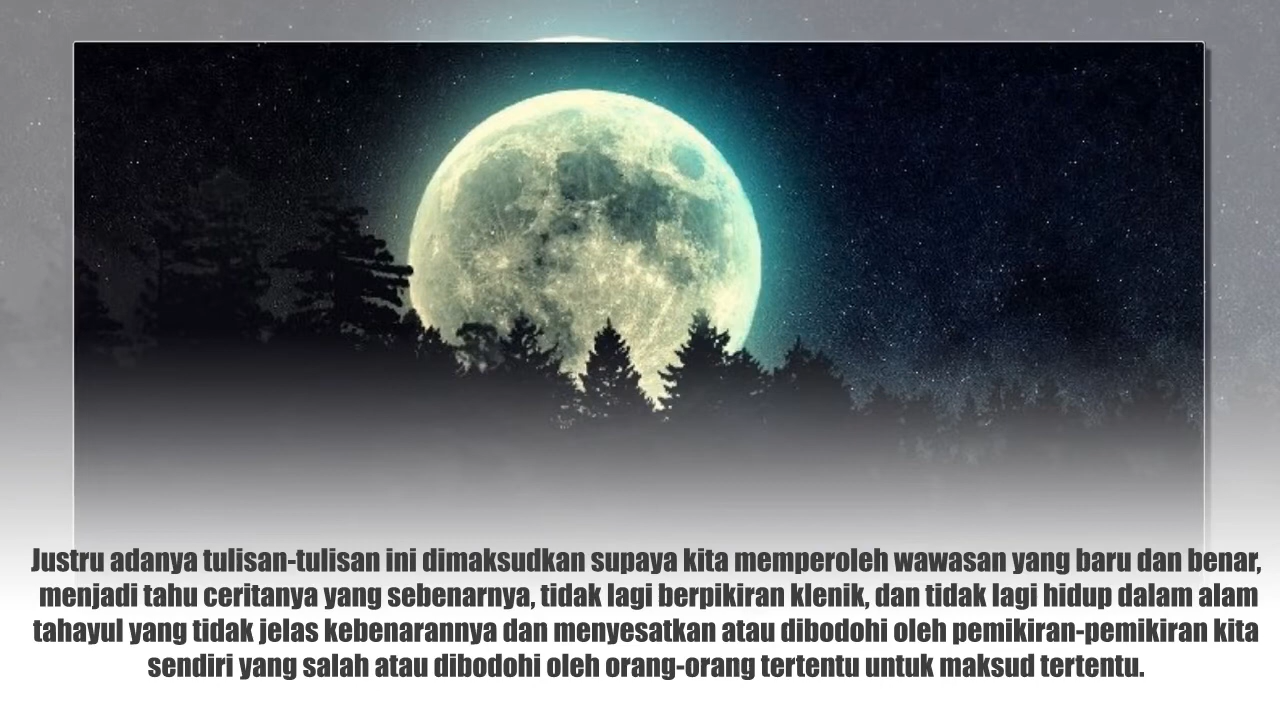 Justru adanya tulisan-tulisan ini dimaksudkan supaya kita memperoleh wawasan yang baru dan benar,
menjadi tahu ceritanya yang sebenarnya, tidak lagi berpikiran klenik, dan tidak lagi hidup dalam alam
tahayul yang tidak jelas kebenarannya dan menyesatkan atau dibodohi oleh pemikiran-pemikiran kita
sendiri yang salah atau dibodohi oleh orang-orang tertentu untuk maksud tertentu.